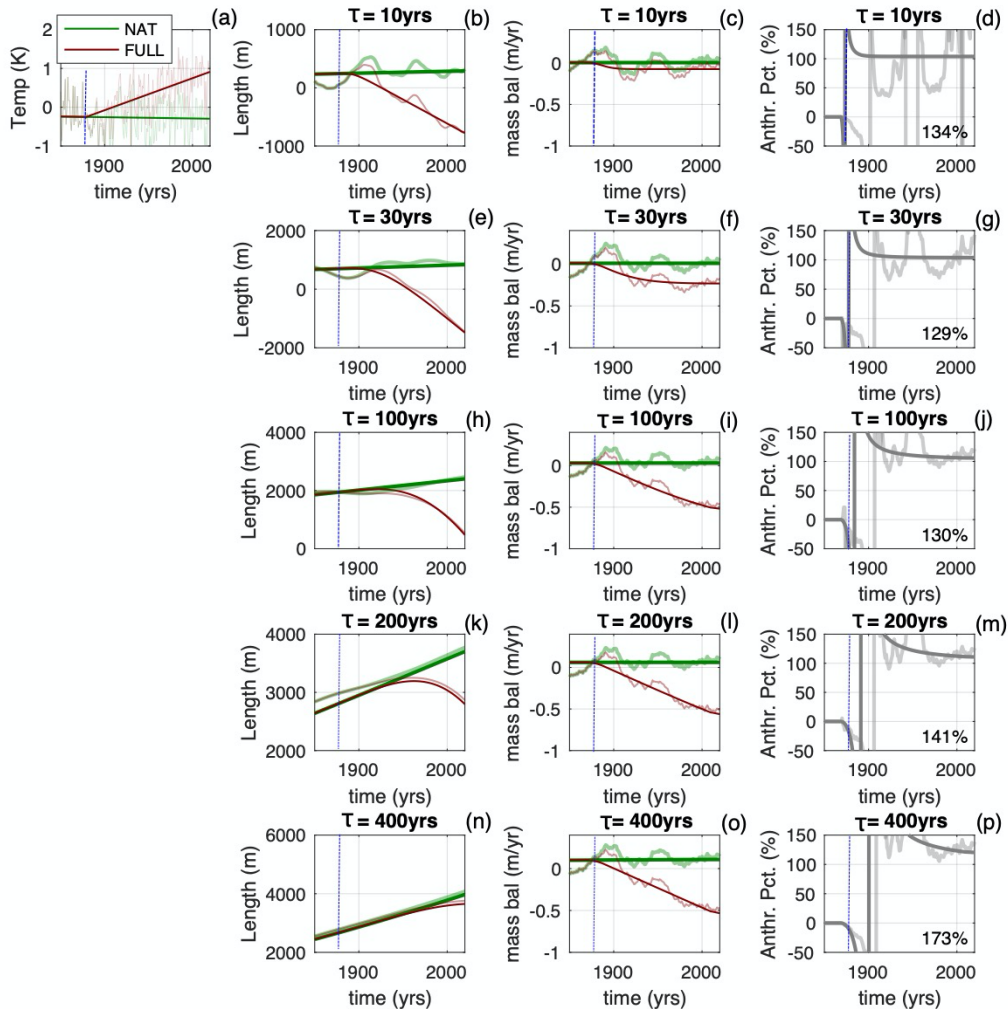 (a)
NAT
FULL
Temp (K)
2
1
0
-1
1900
2000
time (yrs)
τ = 10yrs
(b)
Length (m)
1000
0
-1000
1900
2000
time (yrs)
τ = 10yrs
(c)
mass bal (m/yr)
0
-0.5
-1
1900
2000
time (yrs)
τ = 10yrs
(d)
Anthr. Pct. (%)
150
100
50
0
-50
134%
1900
2000
time (yrs)
τ = 30yrs
(e)
Length (m)
2000
0
-2000
1900
2000
time (yrs)
τ = 30yrs
(f)
mass bal (m/yr)
0
-0.5
-1
1900
2000
time (yrs)
τ = 30yrs
(g)
Anthr. Pct. (%)
150
100
50
0
-50
129%
1900
2000
time (yrs)
τ = 100yrs
(h)
Length (m)
4000
2000
0
1900
2000
time (yrs)
τ = 100yrs
(i)
mass bal (m/yr)
0
-0.5
-1
1900
2000
time (yrs)
τ = 100yrs
(j)
Anthr. Pct. (%)
150
100
50
0
-50
130%
1900
2000
time (yrs)
τ = 200yrs
(k)
Length (m)
4000
3000
2000
1900
2000
time (yrs)
τ = 200yrs
(l)
mass bal (m/yr)
0
-0.5
-1
1900
2000
time (yrs)
τ = 200yrs
(m)
Anthr. Pct. (%)
150
100
50
0
-50
141%
1900
2000
time (yrs)
τ = 400yrs
(n)
Length (m)
6000
4000
2000
1900
2000
time (yrs)
τ = 400yrs
(o)
mass bal (m/yr)
0
-0.5
-1
1900
2000
time (yrs)
τ = 400yrs
(p)
Anthr. Pct. (%)
150
100
50
0
-50
173%
1900
2000
time (yrs)